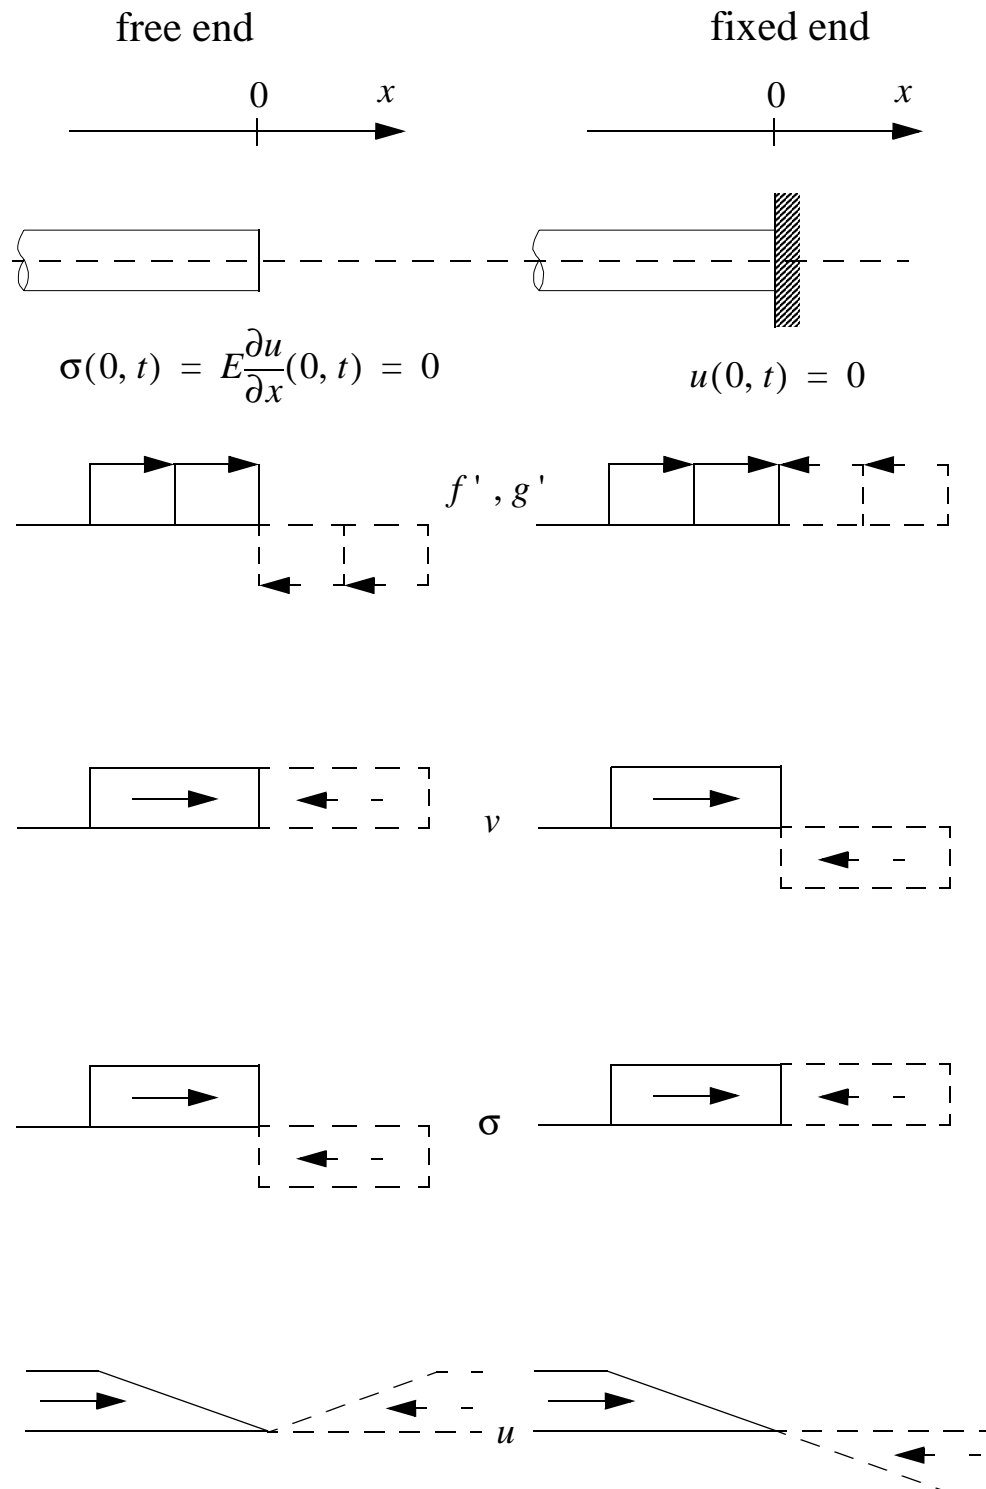 free end fixed end
0 x 0 x
σ(0, t) = E ∂u/∂x (0, t) = 0 u(0, t) = 0
f ' , g '
v
σ
u